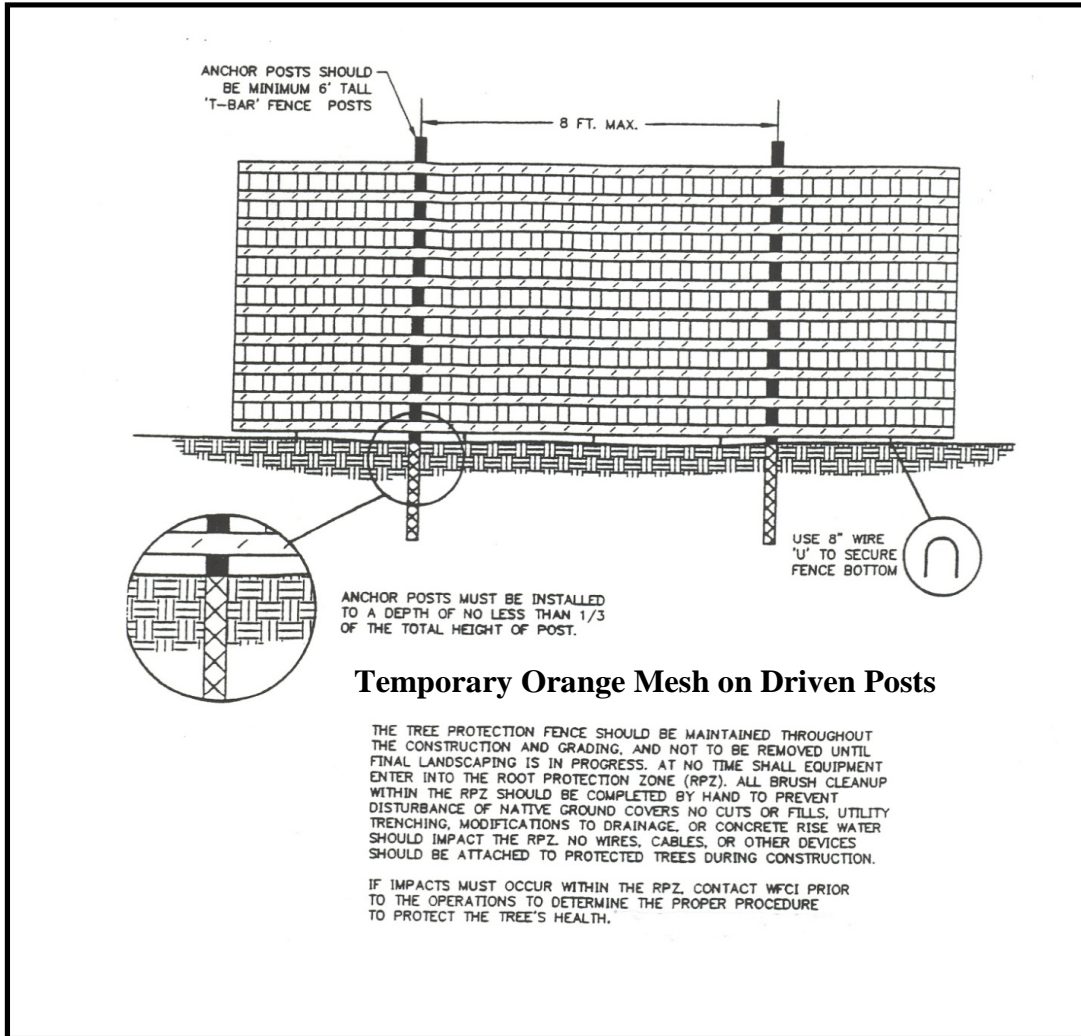 ANCHOR POSTS SHOULD
BE MINIMUM 6' TALL
'T-BAR' FENCE POSTS
8 FT. MAX.
USE 8" WIRE
'U' TO SECURE
FENCE BOTTOM
ANCHOR POSTS MUST BE INSTALLED
TO A DEPTH OF NO LESS THAN 1/3
OF THE TOTAL HEIGHT OF POST.
Temporary Orange Mesh on Driven Posts
THE TREE PROTECTION FENCE SHOULD BE MAINTAINED THROUGHOUT
THE CONSTRUCTION AND GRADING, AND NOT TO BE REMOVED UNTIL
FINAL LANDSCAPING IS IN PROGRESS. AT NO TIME SHALL EQUIPMENT
ENTER INTO THE ROOT PROTECTION ZONE (RPZ). ALL BRUSH CLEANUP
WITHIN THE RPZ SHOULD BE COMPLETED BY HAND TO PREVENT
DISTURBANCE OF NATIVE GROUND COVERS NO CUTS OR FILLS, UTILITY
TRENCHING, MODIFICATIONS TO DRAINAGE, OR CONCRETE RISE WATER
SHOULD IMPACT THE RPZ. NO WIRES, CABLES, OR OTHER DEVICES
SHOULD BE ATTACHED TO PROTECTED TREES DURING CONSTRUCTION.
IF IMPACTS MUST OCCUR WITHIN THE RPZ, CONTACT WFCI PRIOR
TO THE OPERATIONS TO DETERMINE THE PROPER PROCEDURE
TO PROTECT THE TREE'S HEALTH.